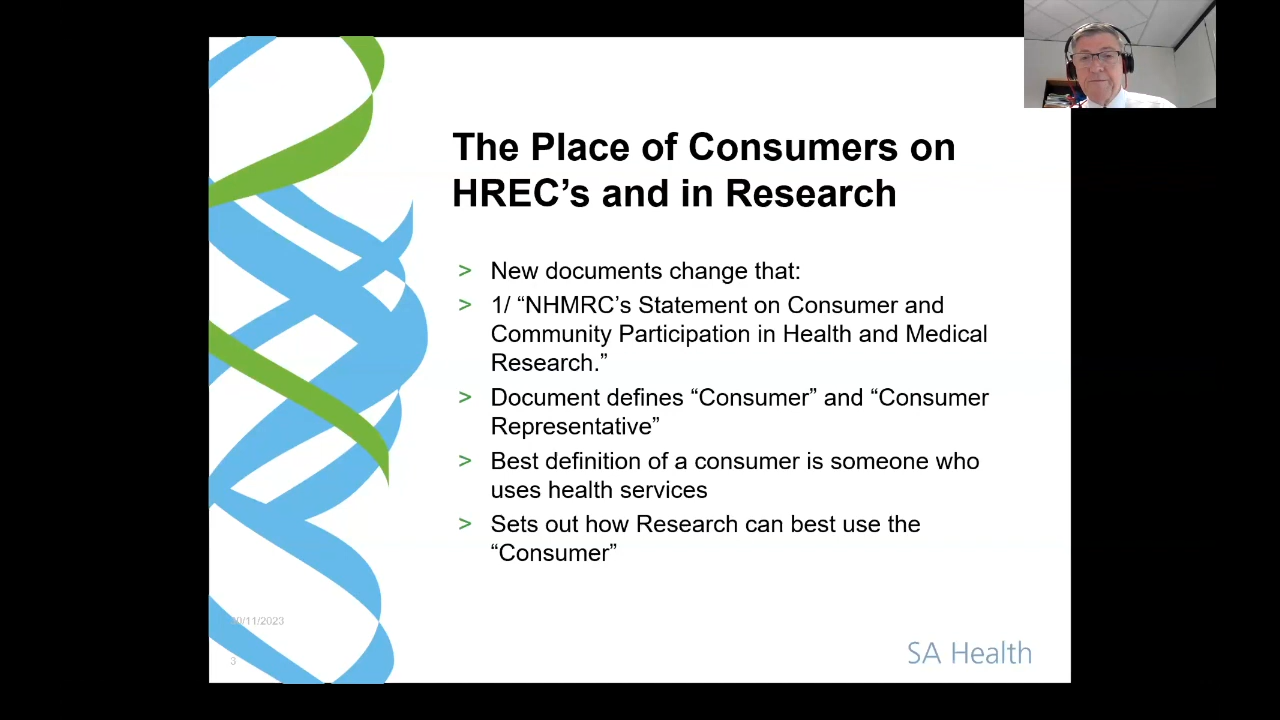 The Place of Consumers on
HREC’s and in Research
> New documents change that:
> 1/ “NHMRC’s Statement on Consumer and
Community Participation in Health and Medical
Research.”
> Document defines “Consumer” and “Consumer
Representative”
> Best definition of a consumer is someone who
uses health services
> Sets out how Research can best use the
“Consumer”
/11/2023
3
SA Health